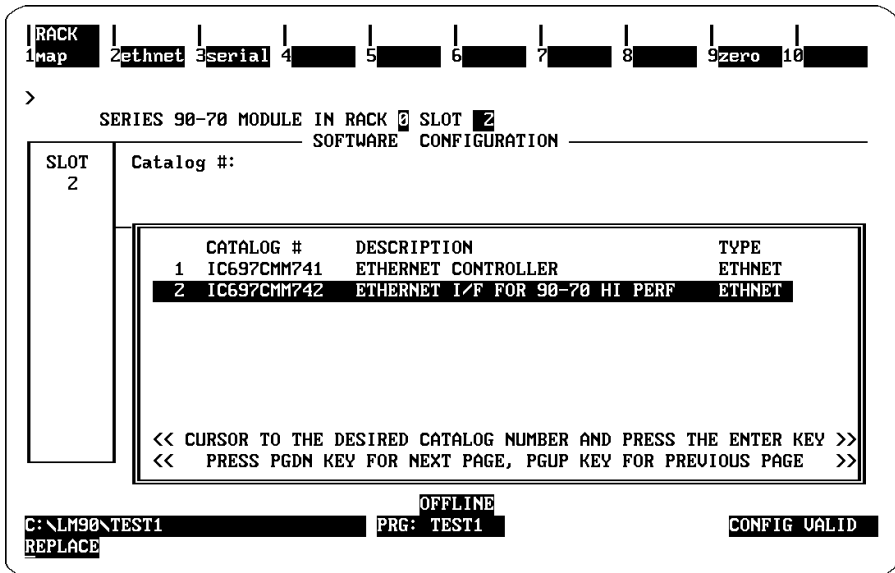 RACK
1map 2ethnet 3serial 4 5 6 7 8 9zero 10
>
SERIES 90-70 MODULE IN RACK 0 SLOT 2
SOFTWARE CONFIGURATION
SLOT Catalog #:
2
CATALOG # DESCRIPTION TYPE
1 IC697CMM741 ETHERNET CONTROLLER ETHNET
2 IC697CMM742 ETHERNET I/F FOR 90-70 HI PERF ETHNET
<< CURSOR TO THE DESIRED CATALOG NUMBER AND PRESS THE ENTER KEY >>
<< PRESS PGDN KEY FOR NEXT PAGE, PGUP KEY FOR PREVIOUS PAGE >>
OFFLINE
C:\LM90\TEST1 PRG: TEST1 CONFIG VALID
REPLACE